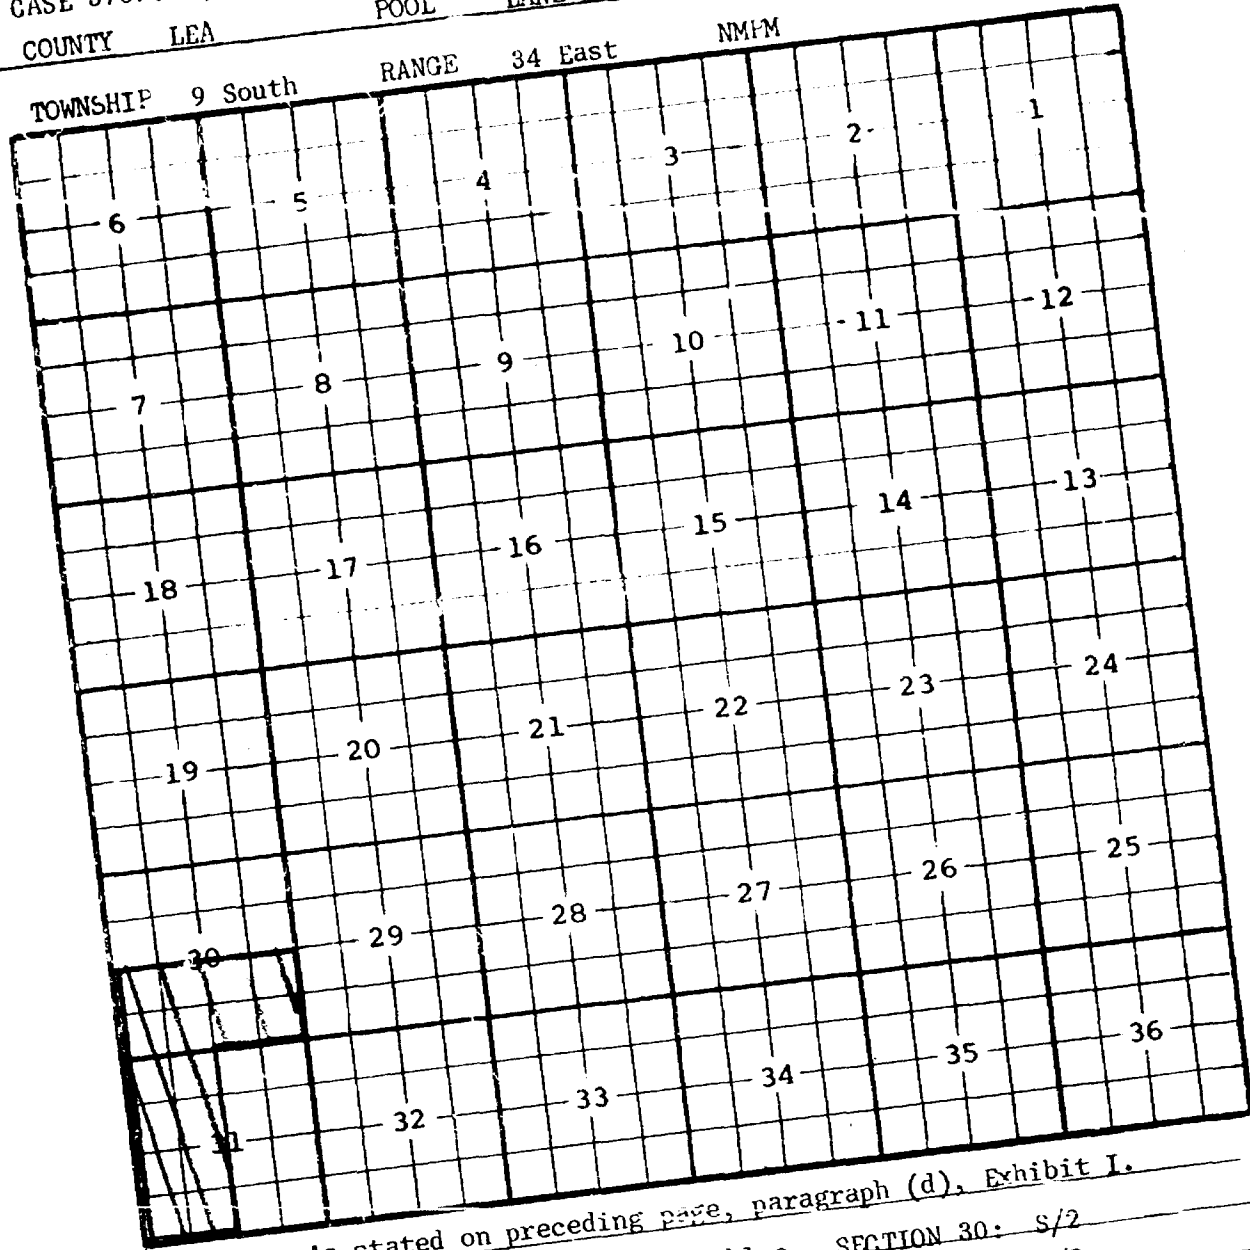 CASE
COUNTY LEA POOL
TOWNSHIP 9 South RANGE 34 East NMPM
6 5 4 3 2 1
7 8 9 10 11 12
18 17 16 15 14 13
19 20 21 22 23 24
30 29 28 27 26 25
31 32 33 34 35 36
stated on preceding page, paragraph (d), Exhibit I.
SECTION 30: S/2